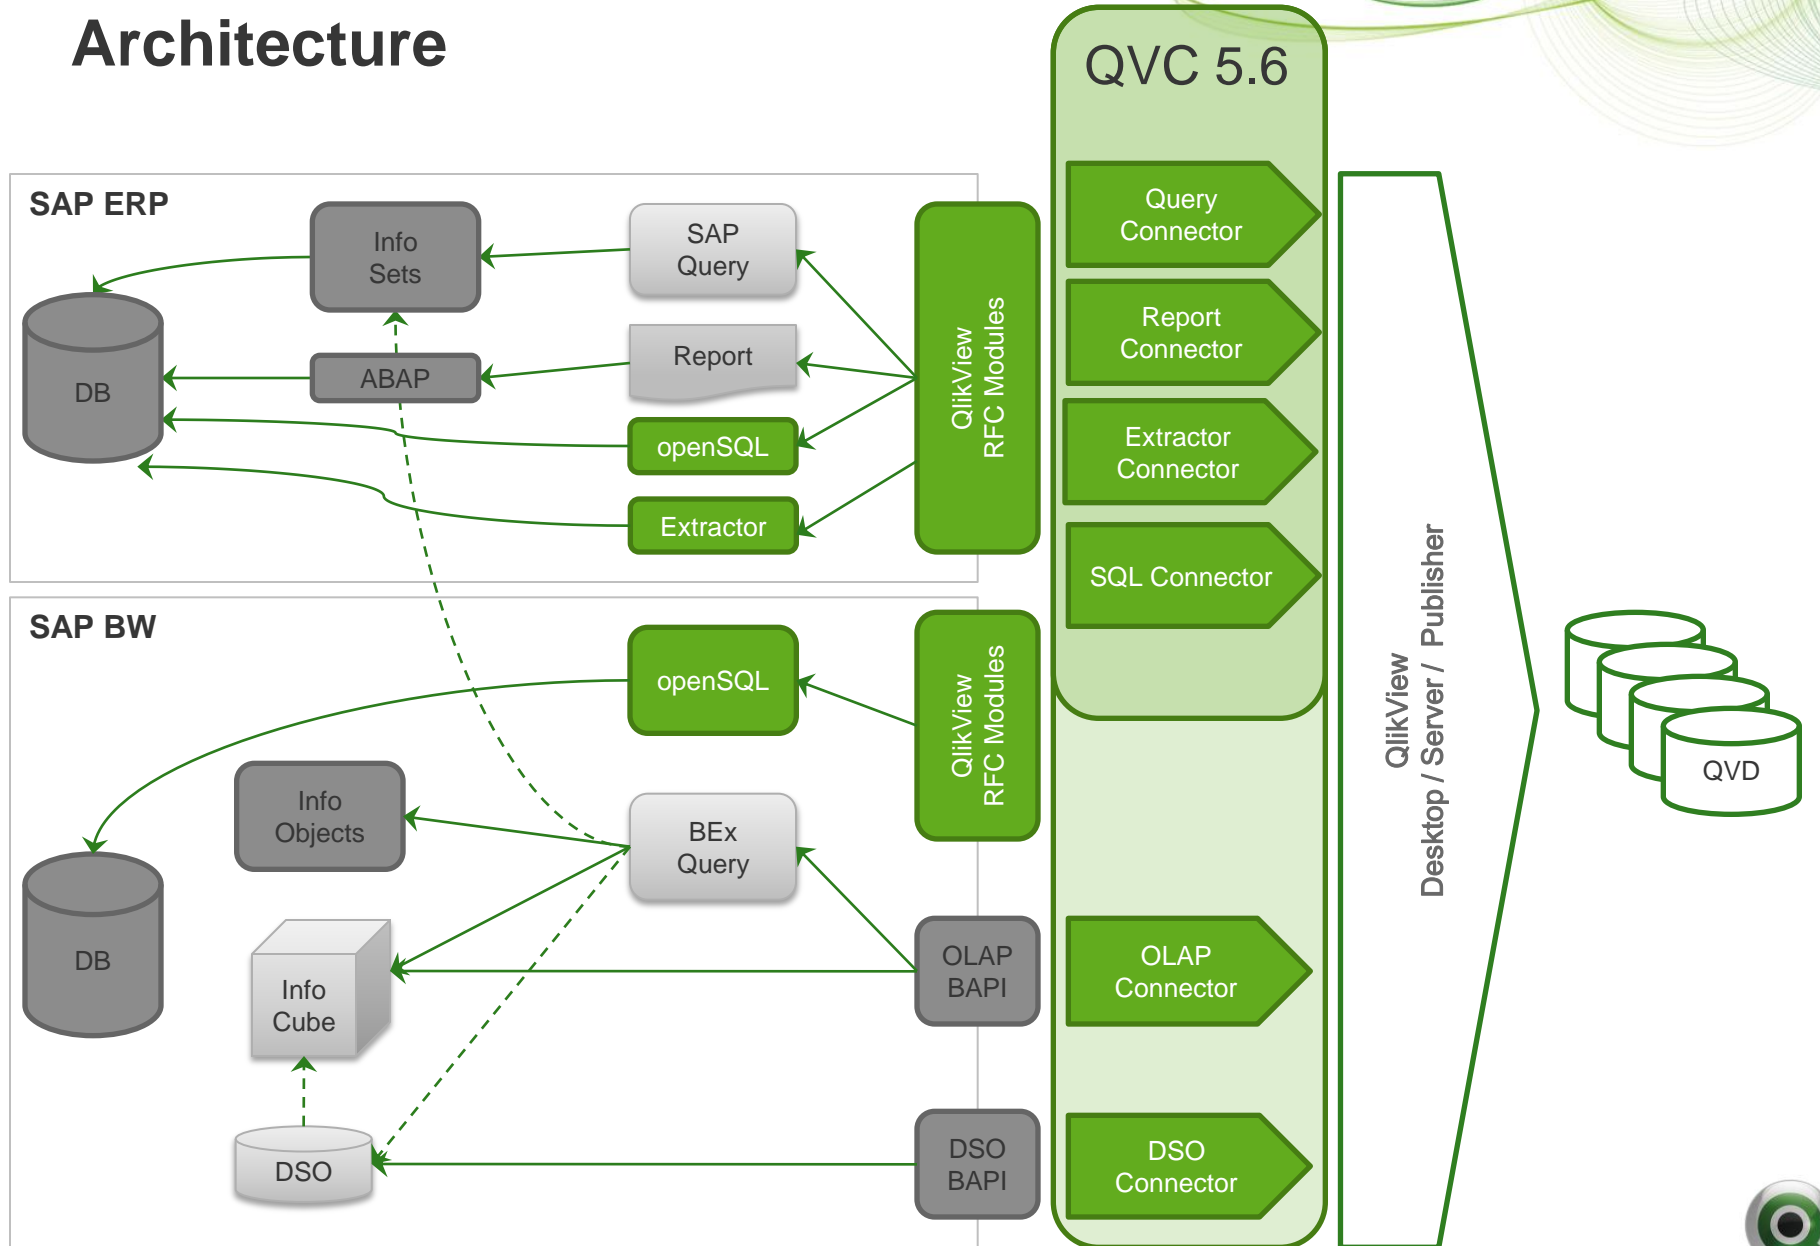 Architecture
QVC 5.6
SAP ERP
Info
Sets
SAP
Query
DB
ABAP
Report
openSQL
Extractor
QlikView
RFC Modules
Query
Connector
Report
Connector
Extractor
Connector
SQL Connector
SAP BW
openSQL
QlikView
RFC Modules
Info
Objects
BEx
Query
DB
Info
Cube
OLAP
BAPI
OLAP
Connector
DSO
DSO
BAPI
DSO
Connector
QlikView
Desktop / Server / Publisher
QVD